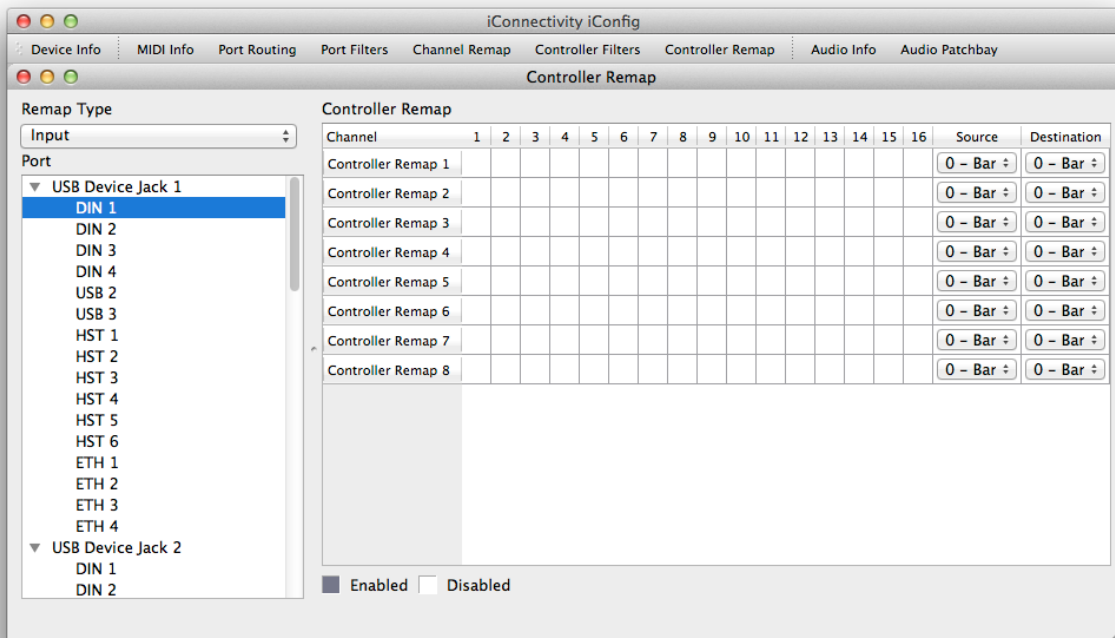 iConnectivity iConfig
Device Info MIDI Info Port Routing Port Filters Channel Remap Controller Filters Controller Remap Audio Info Audio Patchbay
Controller Remap
Remap Type
Input
Port
USB Device Jack 1
DIN 1
DIN 2
DIN 3
DIN 4
USB 2
USB 3
HST 1
HST 2
HST 3
HST 4
HST 5
HST 6
ETH 1
ETH 2
ETH 3
ETH 4
USB Device Jack 2
DIN 1
DIN 2
Controller Remap
Channel 1 2 3 4 5 6 7 8 9 10 11 12 13 14 15 16 Source Destination
Controller Remap 1 0 – Bar 0 – Bar
Controller Remap 2 0 – Bar 0 – Bar
Controller Remap 3 0 – Bar 0 – Bar
Controller Remap 4 0 – Bar 0 – Bar
Controller Remap 5 0 – Bar 0 – Bar
Controller Remap 6 0 – Bar 0 – Bar
Controller Remap 7 0 – Bar 0 – Bar
Controller Remap 8 0 – Bar 0 – Bar
Enabled Disabled